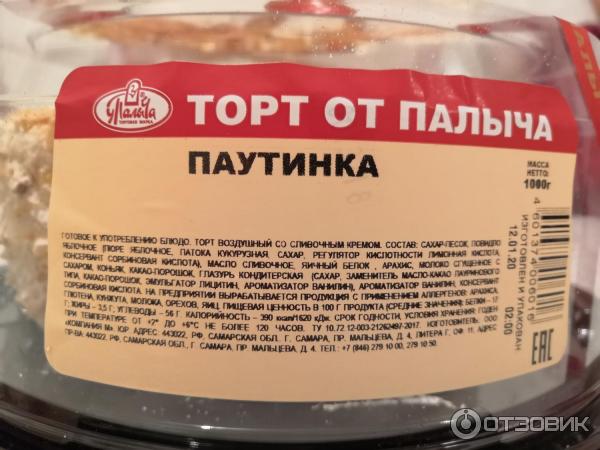 у Палыча
ТОРГОВАЯ МАРКА
ТОРТ ОТ ПАЛЫЧА
ПАУТИНКА
МАССА
НЕТТО:
1000г
ГОТОВОЕ К УПОТРЕБЛЕНИЮ БЛЮДО. ТОРТ ВОЗДУШНЫЙ СО СЛИВОЧНЫМ КРЕМОМ. СОСТАВ: САХАР-ПЕСОК, ПОВИДЛО
ЯБЛОЧНОЕ (ПЮРЕ ЯБЛОЧНОЕ, ПАТОКА КУКУРУЗНАЯ, САХАР, РЕГУЛЯТОР КИСЛОТНОСТИ ЛИМОННАЯ КИСЛОТА,
КОНСЕРВАНТ СОРБИНОВАЯ КИСЛОТА), МАСЛО СЛИВОЧНОЕ, ЯИЧНЫЙ БЕЛОК , АРАХИС, МОЛОКО СГУЩЕННОЕ С
САХАРОМ, КОНЬЯК, КАКАО-ПОРОШОК, ГЛАЗУРЬ КОНДИТЕРСКАЯ (САХАР, ЗАМЕНИТЕЛЬ МАСЛО-КАКАО ЛАУРИНОВОГО
ТИПА, КАКАО-ПОРОШОК, ЭМУЛЬГАТОР ЛЕЦИТИН, АРОМАТИЗАТОР ВАНИЛИН), АРОМАТИЗАТОР ВАНИЛИН, КОНСЕРВАНТ
СОРБИНОВАЯ КИСЛОТА. НА ПРЕДПРИЯТИИ ВЫРАБАТЫВАЕТСЯ ПРОДУКЦИЯ С ПРИМЕНЕНИЕМ АЛЛЕРГЕНОВ: АРАХИСА,
ГЛЮТЕНА, КУНЖУТА, МОЛОКА, ОРЕХОВ, ЯИЦ. ПИЩЕВАЯ ЦЕННОСТЬ В 100 Г ПРОДУКТА (СРЕДНИЕ ЗНАЧЕНИЯ): БЕЛКИ -
Г; ЖИРЫ - 3,5 Г; УГЛЕВОДЫ - 56 Г. КАЛОРИЙНОСТЬ - 390 ккал/1620 кДж. СРОК ГОДНОСТИ, УСЛОВИЯ ХРАНЕНИЯ: ГОДЕН
ПРИ ТЕМПЕРАТУРЕ ОТ +2° ДО +6°С НЕ БОЛЕЕ 120 ЧАСОВ. ТУ 10.72.12-003-21262497-2017. ИЗГОТОВИТЕЛЬ: ООО
«КОМПАНИЯ М» ЮР. АДРЕС: 443022, РФ, САМАРСКАЯ ОБЛ., Г. САМАРА, ПР. МАЛЬЦЕВА, Д. 4, ЛИТЕРА Г, ОФ. 11. АДРЕС
ПР-ВА: 443022, РФ, САМАРСКАЯ ОБЛ., Г. САМАРА, ПР. МАЛЬЦЕВА, Д. 4. ТЕЛ.: +7 (846) 279 10 00, 279 10 50.
ИЗГОТОВЛЕН И УПАКОВАН
12.01.20
02:00
EAC
ОТЗОВИК